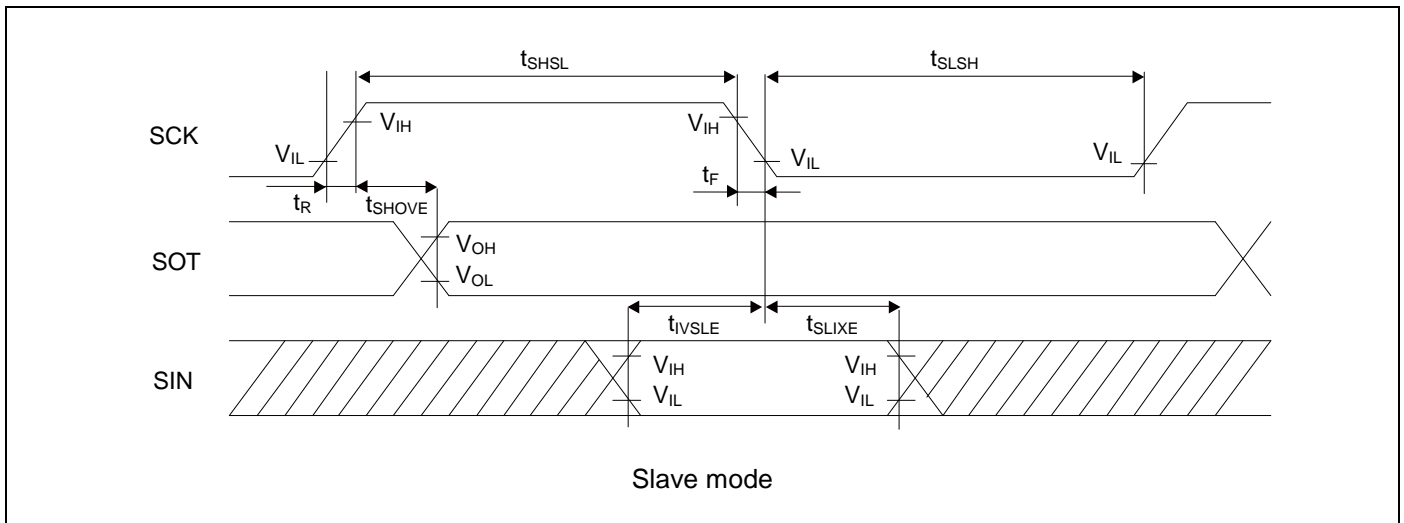 tSHSL
tSLSH
SCK
VIH
VIH
VIL
VIL
VIL
tF
tR
tSHOVE
SOT
VOH
VOL
tIVSLE
tSLIXE
SIN
VIH
VIH
VIL
VIL
Slave mode